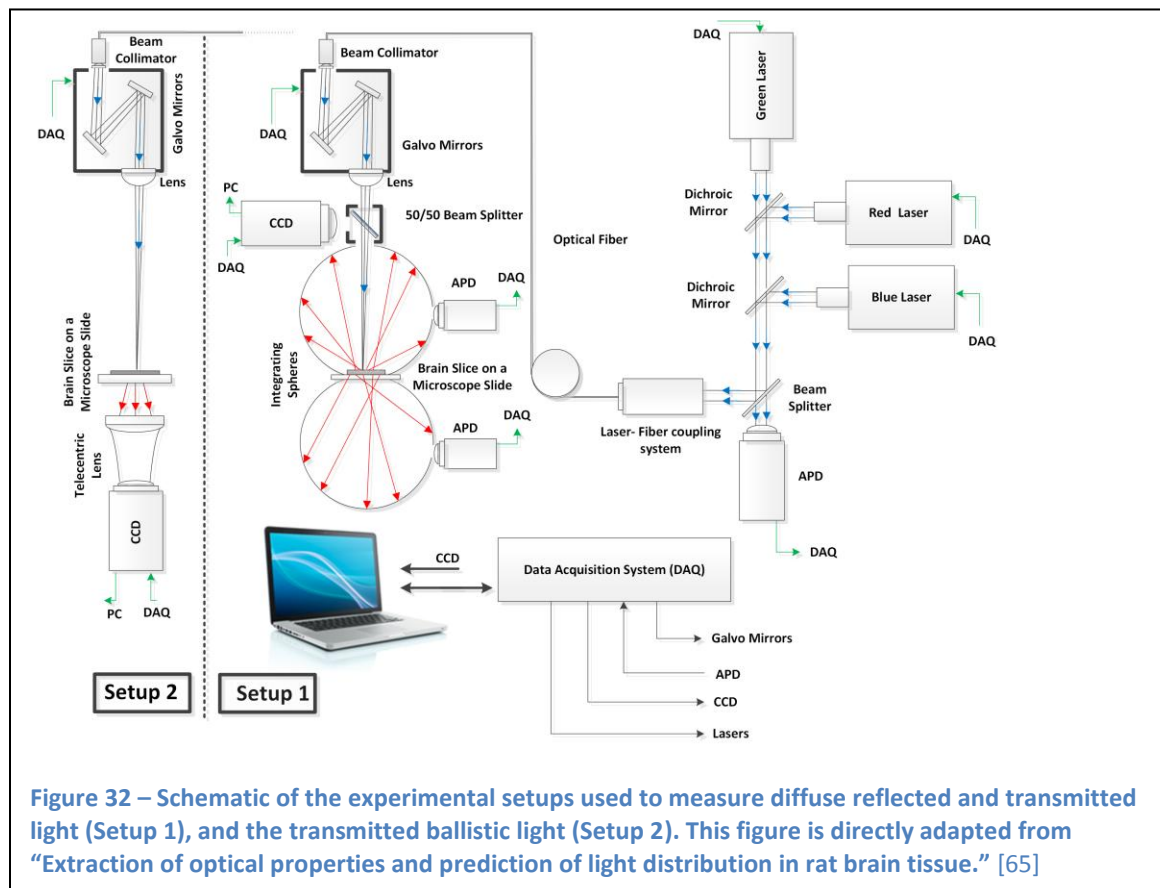 Beam
Collimator
DAQ
Galvo Mirrors
Lens
Brain Slice on a
Microscope Slide
Telecentric
Lens
CCD
PC
DAQ
Setup 2
Beam Collimator
DAQ
Galvo Mirrors
Lens
PC
CCD
DAQ
50/50 Beam Splitter
APD
DAQ
Integrating
Spheres
Brain Slice on a
Microscope Slide
APD
DAQ
Optical Fiber
DAQ
Green Laser
Dichroic
Mirror
Red Laser
DAQ
Dichroic
Mirror
Blue Laser
DAQ
Beam
Splitter
Laser- Fiber coupling
system
APD
DAQ
CCD
Data Acquisition System (DAQ)
Galvo Mirrors
APD
CCD
Lasers
Setup 1
Figure 32 – Schematic of the experimental setups used to measure diffuse reflected and transmitted
light (Setup 1), and the transmitted ballistic light (Setup 2). This figure is directly adapted from
“Extraction of optical properties and prediction of light distribution in rat brain tissue.” [65]